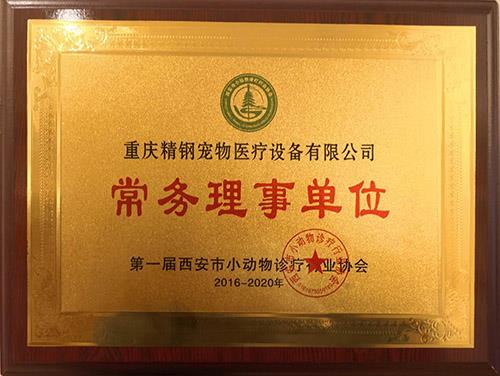 重庆精钢宠物医疗设备有限公司
常务理事单位
第一届西安市小动物诊疗行业协会
2016-2020年